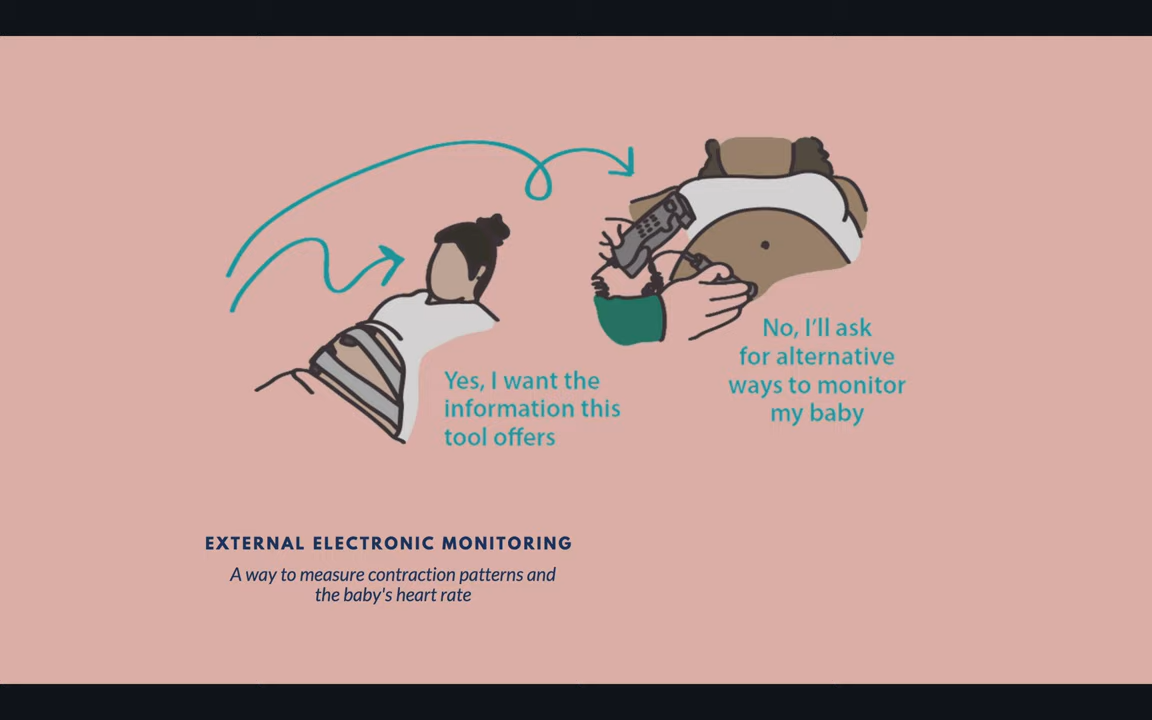 Yes, I want the
information this
tool offers
No, I'll ask
for alternative
ways to monitor
my baby
EXTERNAL ELECTRONIC MONITORING
A way to measure contraction patterns and
the baby's heart rate